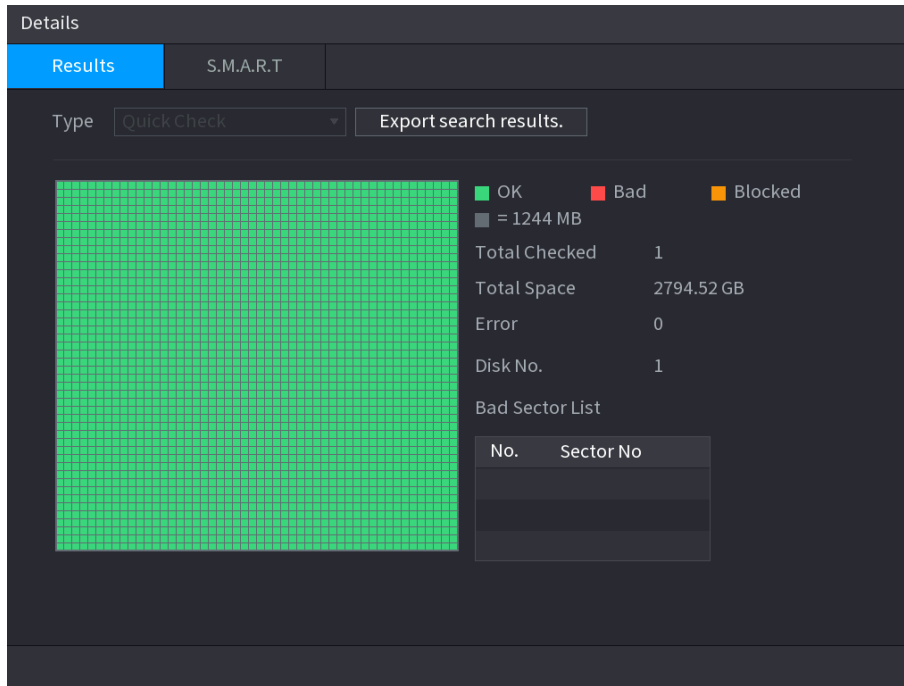 Details
Results S.M.A.R.T
Type Quick Check Export search results.
OK Bad Blocked
= 1244 MB
Total Checked 1
Total Space 2794.52 GB
Error 0
Disk No. 1
Bad Sector List
No. Sector No